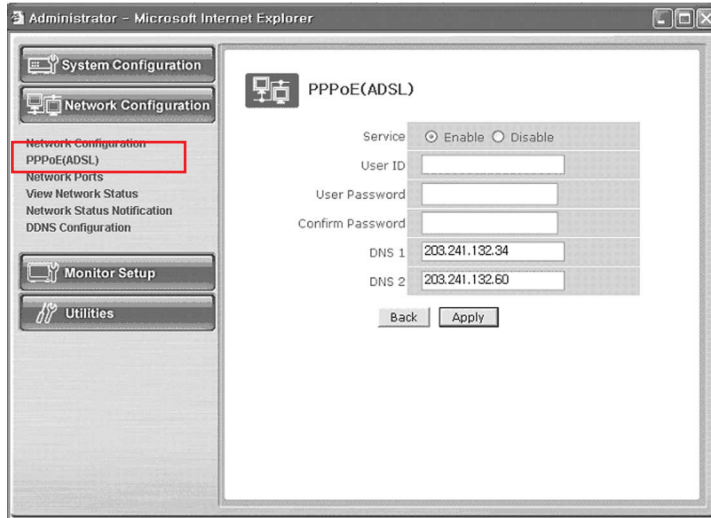 Administrator - Microsoft Internet Explorer
System Configuration
Network Configuration
Network Configuration
PPPoE(ADSL)
Network Ports
View Network Status
Network Status Notification
DDNS Configuration
Monitor Setup
Utilities
PPPoE(ADSL)
Service Enable Disable
User ID
User Password
Confirm Password
DNS 1 203.241.132.34
DNS 2 203.241.132.60
Back Apply